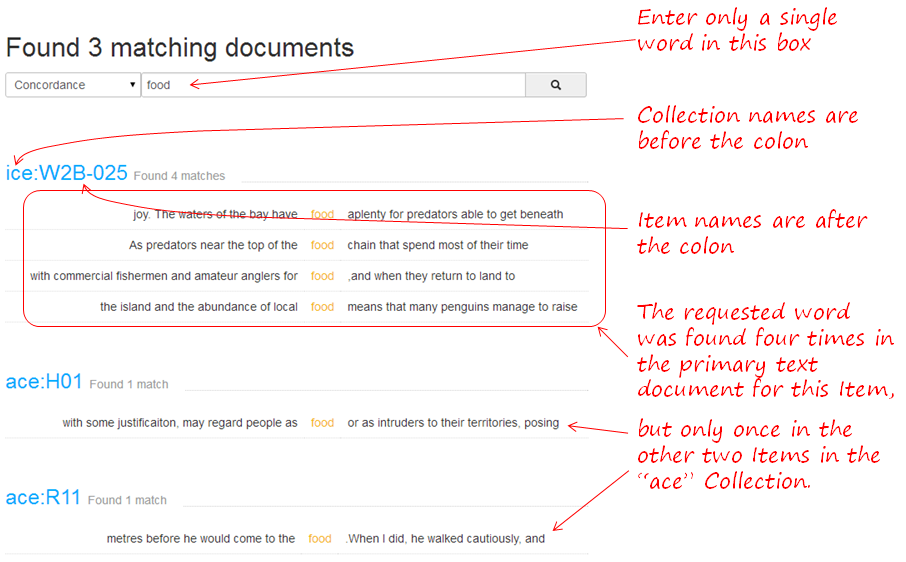 Enter only a single
word in this box
Found 3 matching documents
Concordance food
Collection names are
before the colon
ice:W2B-025 Found 4 matches
joy. The waters of the bay have food aplenty for predators able to get beneath
Item names are after
the colon
As predators near the top of the food chain that spend most of their time
with commercial fishermen and amateur anglers for food ,and when they return to land to
the island and the abundance of local food means that many penguins manage to raise
The requested word
was found four times in
the primary text
document for this Item,
ace:H01 Found 1 match
with some justificaiton, may regard people as food or as intruders to their territories, posing
but only once in the
other two Items in the
“ace” Collection.
ace:R11 Found 1 match
metres before he would come to the food .When I did, he walked cautiously, and